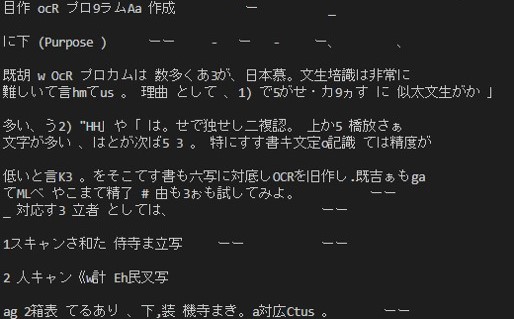 目作 ocR プロ9ラムAa 作成 ー _
に下 (Purpose ) ーー - ー - ー、 、
既胡 w OcR プロカムは 数多くあ3が、日本慕。文生培識は非常に
難しいて言hmてus 。 理曲 として 、1) で5がせ・カ9ヵす に 似太文生がか 」
多い、う2) "HH」や「 は。せで独せし二複認。 上か5 橋放さぁ
文字が多い 、はとが次ば5 3 。 特にすす書キ文定o記識 ては精度が
低いと言K3 。をそこてす書も六写に対底しOCRを旧作し.既吉ぁもga
てMLべ やこまて精了 # 由も3ぉも試してみよ。 ーー
_ 対応す3 立者 としては、 ーー
1スキャンさ和た 侍寺ま立写 ーー ーー
2 人キャン《w計 Eh民叉写
ag 2箱表 てるあり 、下,装 機寺まき。a対広Ctus 。 ーー